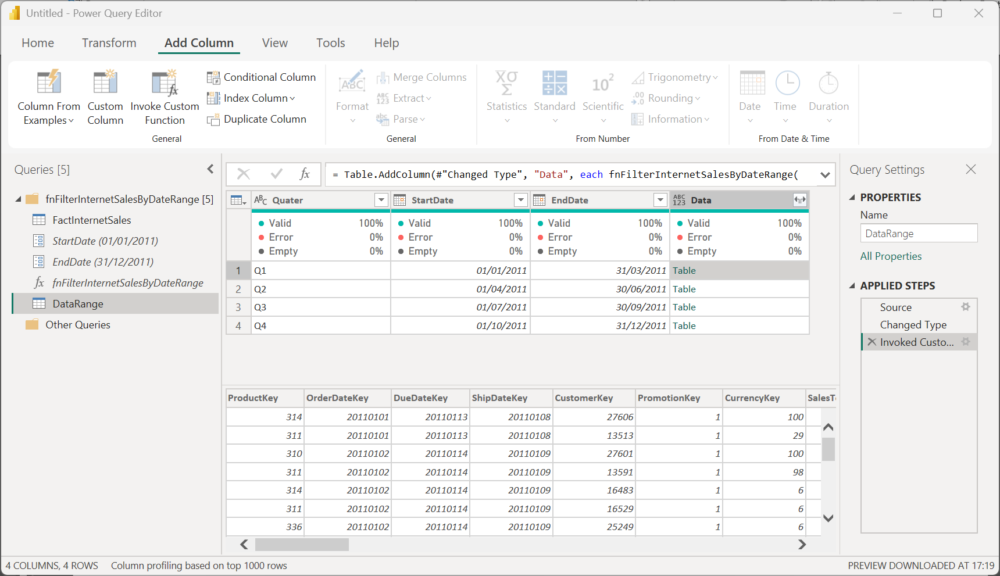 Untitled - Power Query Editor
Home Transform Add Column View Tools Help
Column From Examples
Custom Column
Invoke Custom Function
Conditional Column
Index Column
Duplicate Column
General
Format
Merge Columns
Extract
Parse
General
Statistics
Standard
Scientific
Trigonometry
Rounding
Information
From Number
Date
Time
Duration
From Date & Time
Queries [5]
fnFilterInternetSalesByDateRange [5]
FactInternetSales
StartDate (01/01/2011)
EndDate (31/12/2011)
fx fnFilterInternetSalesByDateRange
DataRange
Other Queries
fx = Table.AddColumn(#"Changed Type", "Data", each fnFilterInternetSalesByDateRange(
ABC Quater StartDate EndDate ABC 123 Data
Valid 100% Valid 100% Valid 100% Valid 100%
Error 0% Error 0% Error 0% Error 0%
Empty 0% Empty 0% Empty 0% Empty 0%
1 Q1 01/01/2011 31/03/2011 Table
2 Q2 01/04/2011 30/06/2011 Table
3 Q3 01/07/2011 30/09/2011 Table
4 Q4 01/10/2011 31/12/2011 Table
ProductKey OrderDateKey DueDateKey ShipDateKey CustomerKey PromotionKey CurrencyKey
314 20110101 20110113 20110108 27606 1 100
311 20110101 20110113 20110108 13513 1 29
310 20110102 20110114 20110109 27601 1 100
311 20110102 20110114 20110109 13591 1 98
314 20110102 20110114 20110109 16483 1 6
311 20110102 20110114 20110109 16529 1 6
336 20110102 20110114 20110109 25249 1 6
Query Settings
PROPERTIES
Name
DataRange
All Properties
APPLIED STEPS
Source
Changed Type
Invoked Custo...
4 COLUMNS, 4 ROWS Column profiling based on top 1000 rows
PREVIEW DOWNLOADED AT 17:19